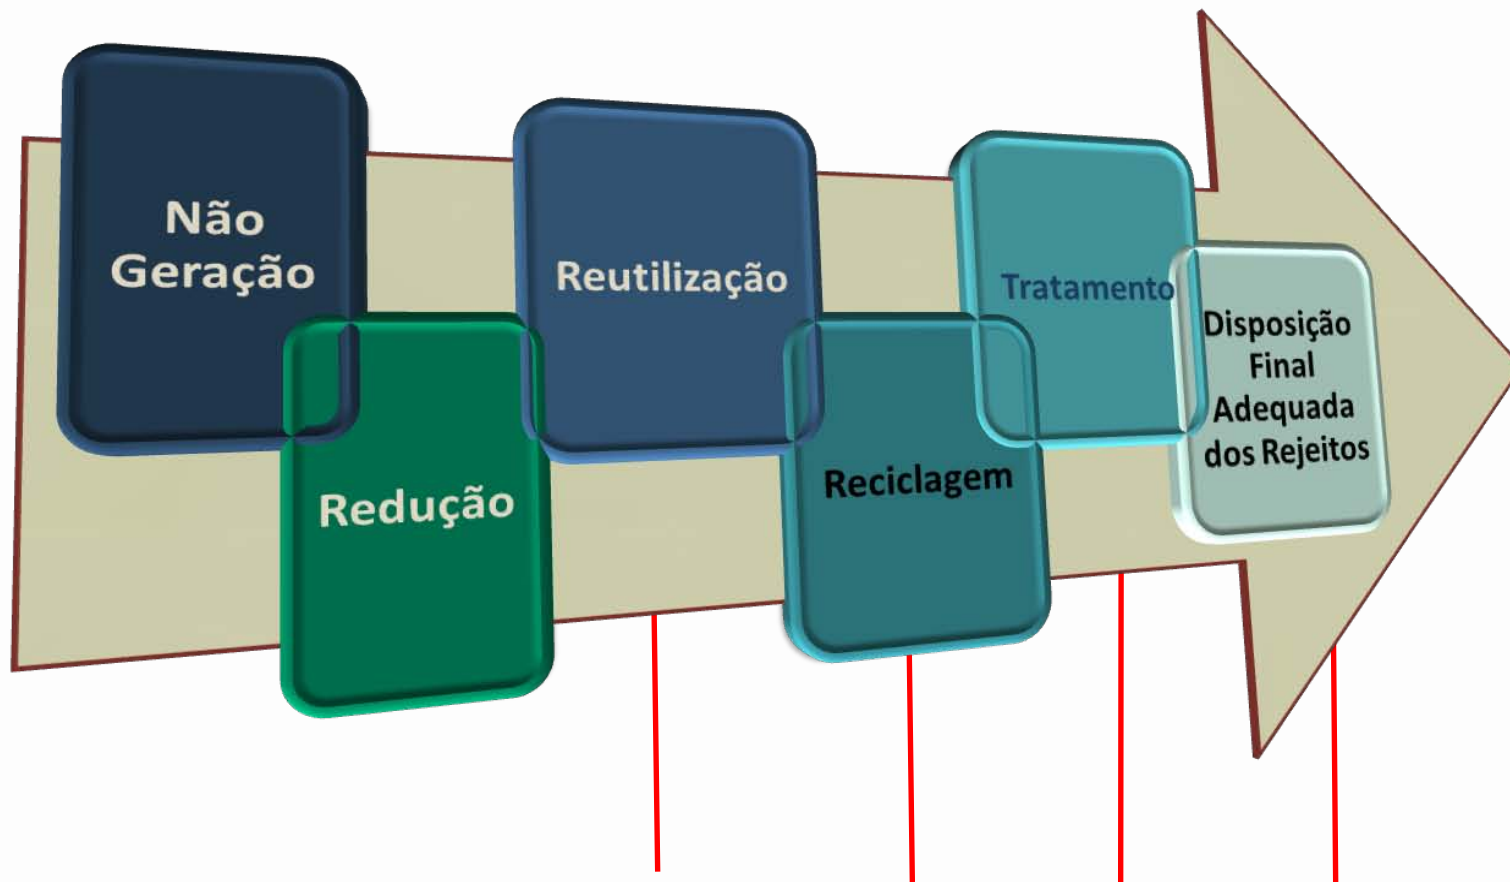 Não
Geração
Redução
Reutilização
Reciclagem
Tratamento
Disposição
Final
Adequada
dos Rejeitos